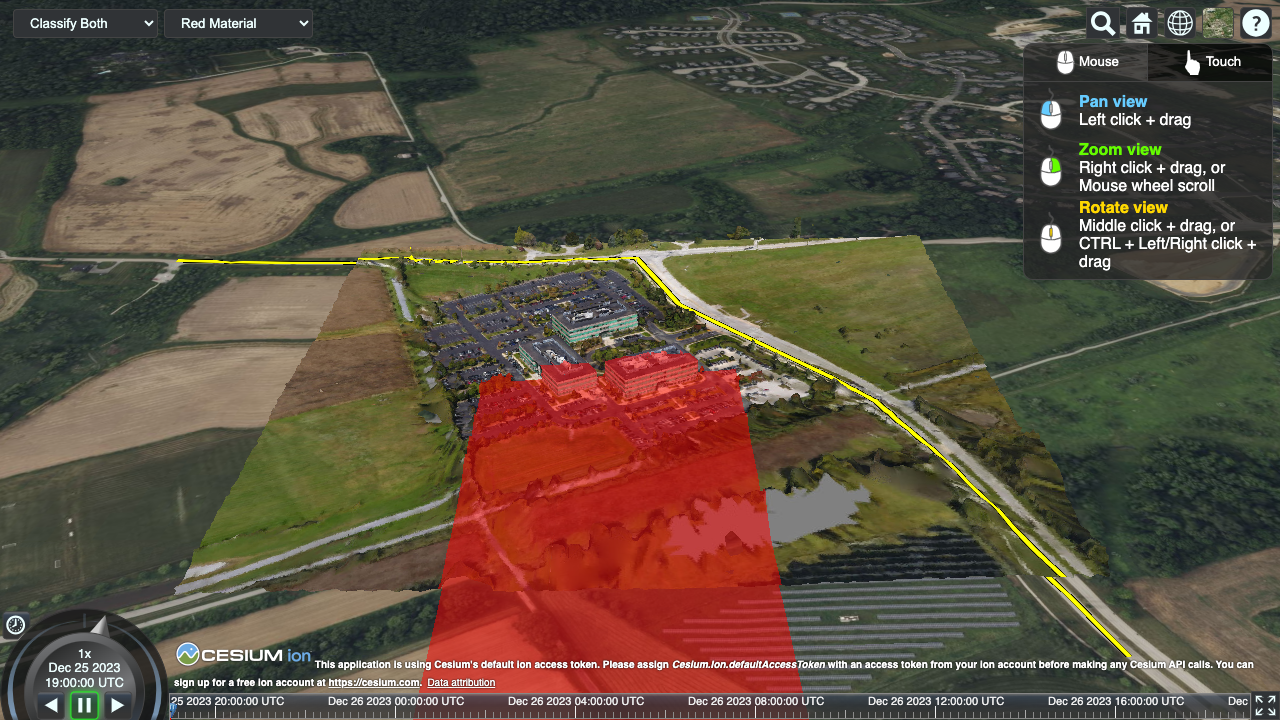 Classify Both
Red Material
?
Mouse
Touch
Pan view
Left click + drag
Zoom view
Right click + drag, or
Mouse wheel scroll
Rotate view
Middle click + drag, or
CTRL + Left/Right click +
drag
1x
Dec 25 2023
19:00:00 UTC
CESIUM ion
This application is using Cesium's default ion access token. Please assign Cesium.Ion.defaultAccessToken with an access token from your ion account before making any Cesium API calls. You can
sign up for a free ion account at https://cesium.com. Data attribution
25 2023 20:00:00 UTC
Dec 26 2023 00:00:00 UTC
Dec 26 2023 04:00:00 UTC
Dec 26 2023 08:00:00 UTC
Dec 26 2023 12:00:00 UTC
Dec 26 2023 16:00:00 UTC
Dec